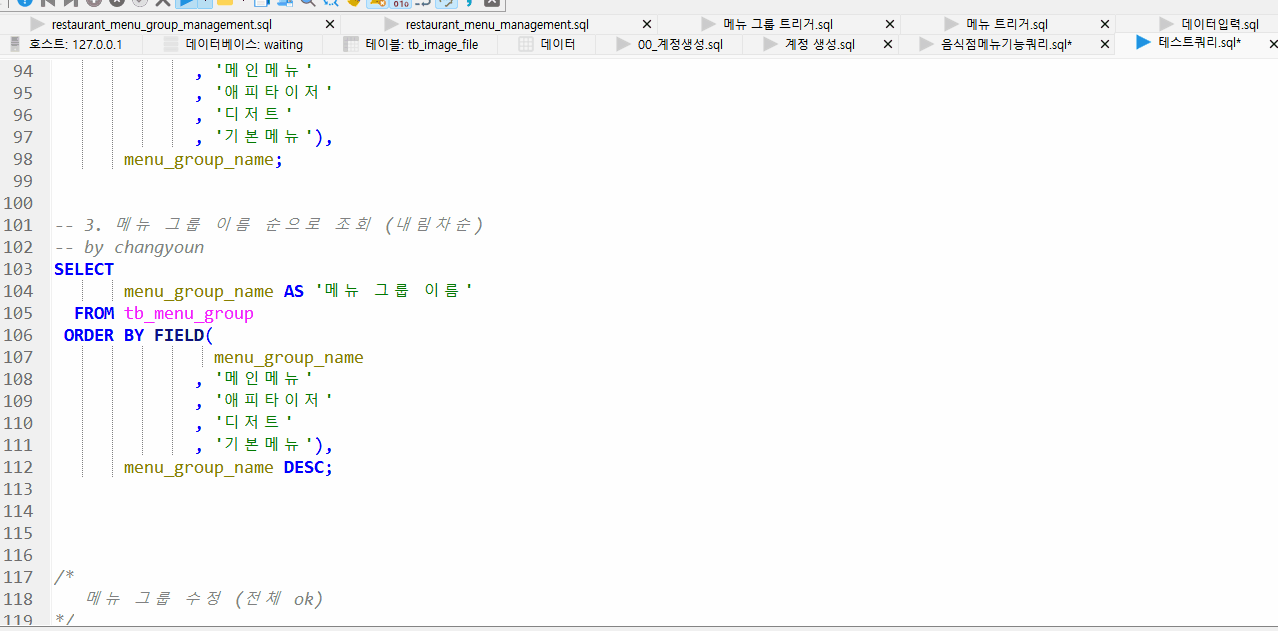 restaurant_menu_group_management.sql restaurant_menu_management.sql 메뉴 그룹 트리거.sql 메뉴 트리거.sql 데이터입력.sql
호스트: 127.0.0.1 데이터베이스: waiting 테이블: tb_image_file 데이터 00_계정생성.sql 계정 생성.sql 음식점메뉴기능쿼리.sql* 테스트쿼리.sql*
94 , '메인메뉴'
95 , '애피타이저'
96 , '디저트'
97 , '기본메뉴'),
98 menu_group_name;
99
100
101 -- 3. 메뉴 그룹 이름 순으로 조회 (내림차순)
102 -- by changyoun
103 SELECT
104 menu_group_name AS '메뉴 그룹 이름'
105 FROM tb_menu_group
106 ORDER BY FIELD(
107 menu_group_name
108 , '메인메뉴'
109 , '애피타이저'
110 , '디저트'
111 , '기본메뉴'),
112 menu_group_name DESC;
113
114
115
116
117 /*
118 메뉴 그룹 수정 (전체 ok)
119 */